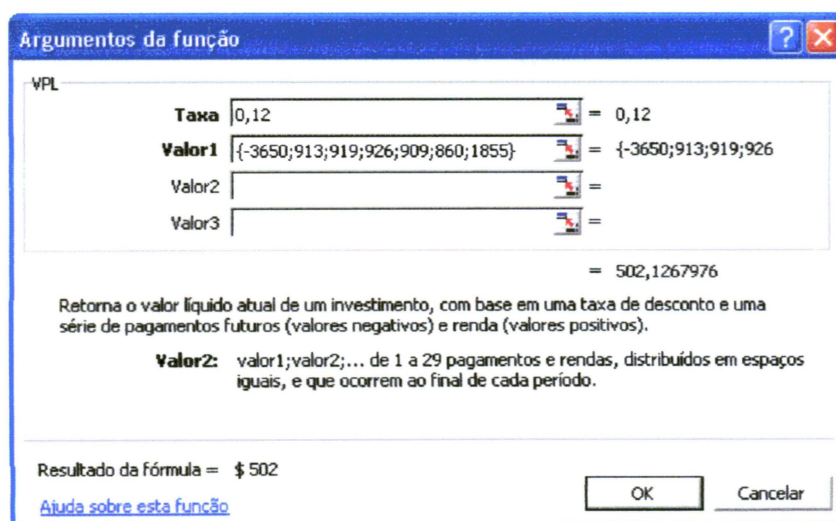 Argumentos da função
VPL
Taxa 0,12 = 0,12
Valor1 {-3650;913;919;926;909;860;1855} = {-3650;913;919;926
Valor2 =
Valor3 =
= 502,1267976
Retorna o valor líquido atual de um investimento, com base em uma taxa de desconto e uma
série de pagamentos futuros (valores negativos) e renda (valores positivos).
Valor2: valor1;valor2;... de 1 a 29 pagamentos e rendas, distribuídos em espaços
iguais, e que ocorrem ao final de cada período.
Resultado da fórmula = $ 502
Ajuda sobre esta função
OK Cancelar